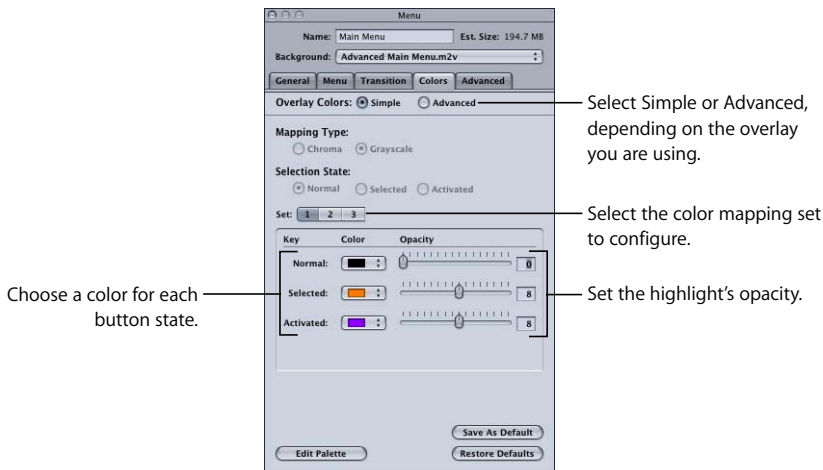 Menu
Name: Main Menu Est. Size: 194.7 MB
Background: Advanced Main Menu.m2v
General Menu Transition Colors Advanced
Overlay Colors: Simple Advanced
Mapping Type:
Chroma Grayscale
Selection State:
Normal Selected Activated
Set: 1 2 3
Key Color Opacity
Normal: 0
Selected: 8
Activated: 8
Save As Default
Edit Palette Restore Defaults
Select Simple or Advanced,
depending on the overlay
you are using.
Select the color mapping set
to configure.
Choose a color for each
button state.
Set the highlight’s opacity.